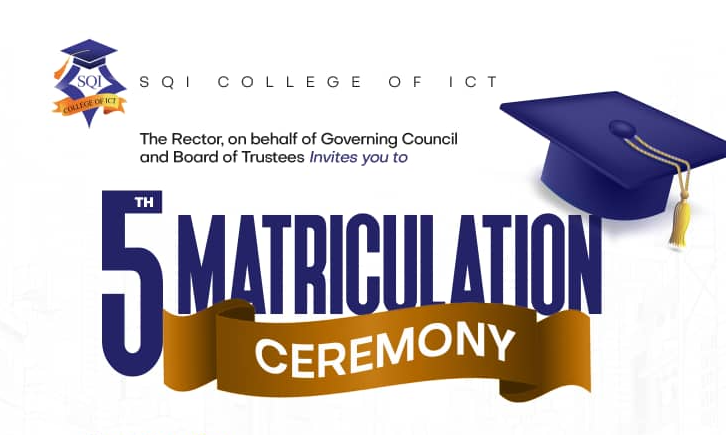 SQI
COLLEGE OF ICT
SQI COLLEGE OF ICT
The Rector, on behalf of Governing Council
and Board of Trustees Invites you to
5TH MATRICULATION
CEREMONY